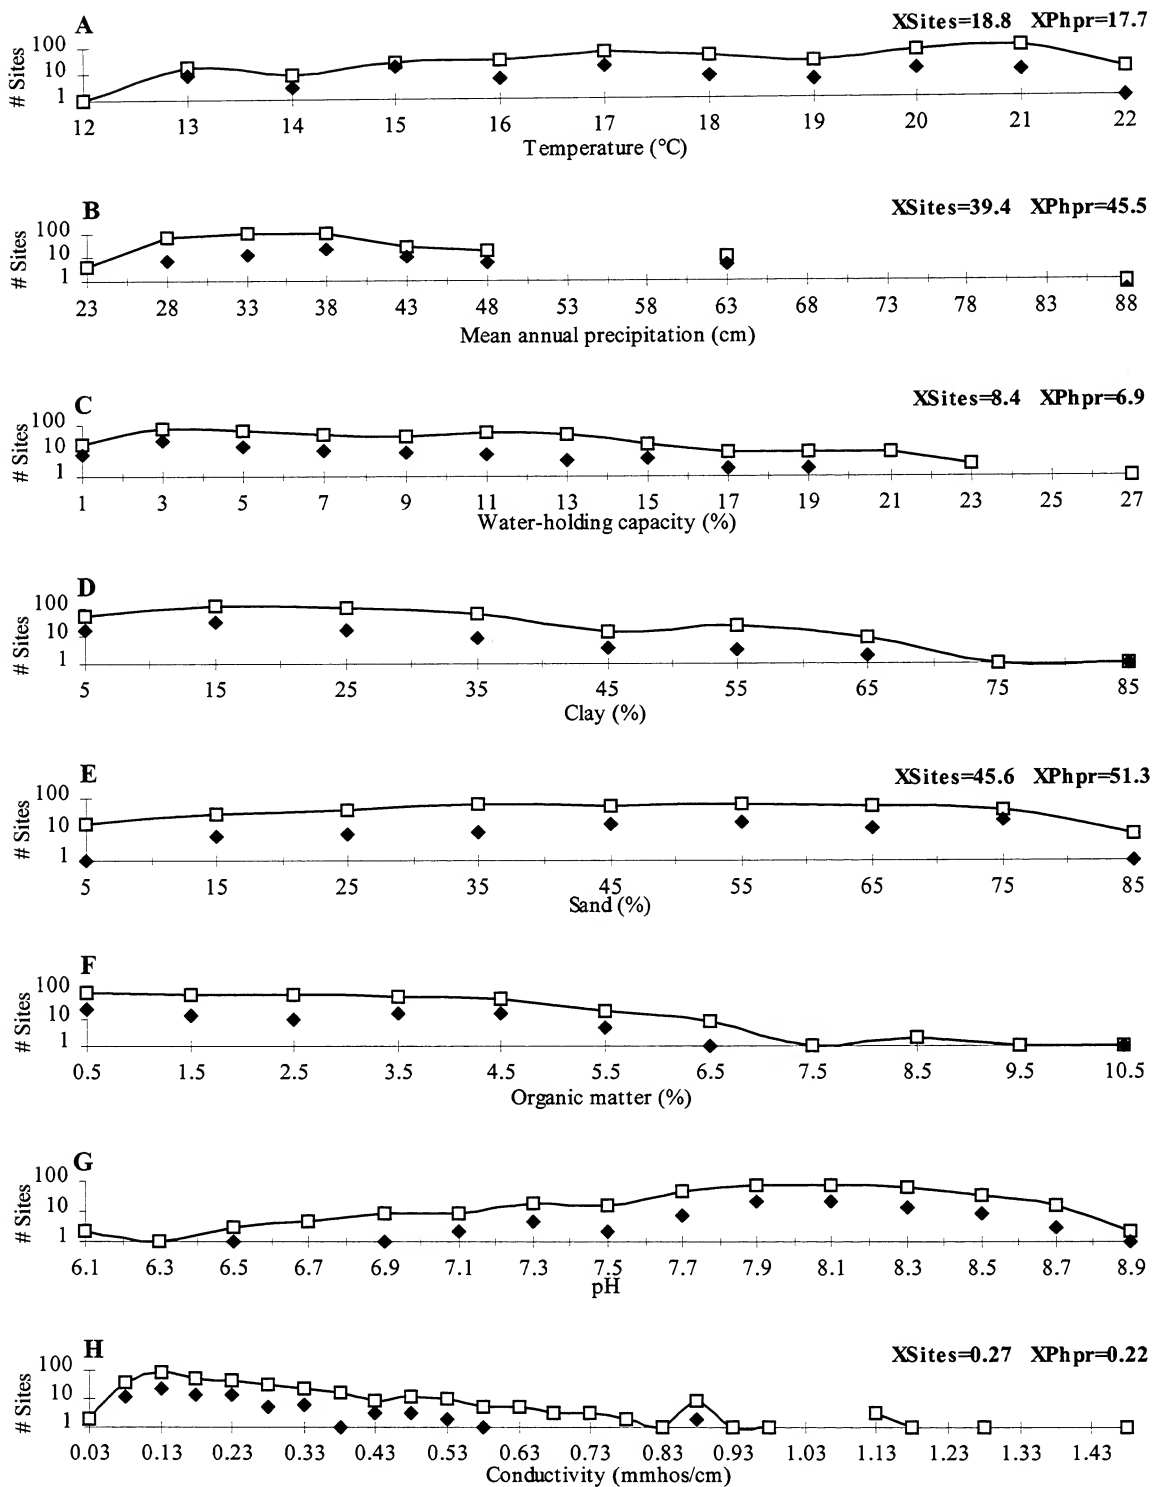 A
XSites=18.8 XPhpr=17.7
# Sites
100
10
1
12 13 14 15 16 17 18 19 20 21 22
Temperature (°C)
B
XSites=39.4 XPhpr=45.5
# Sites
100
10
1
23 28 33 38 43 48 53 58 63 68 73 78 83 88
Mean annual precipitation (cm)
C
XSites=8.4 XPhpr=6.9
# Sites
100
10
1
1 3 5 7 9 11 13 15 17 19 21 23 25 27
Water-holding capacity (%)
D
# Sites
100
10
1
5 15 25 35 45 55 65 75 85
Clay (%)
E
XSites=45.6 XPhpr=51.3
# Sites
100
10
1
5 15 25 35 45 55 65 75 85
Sand (%)
F
# Sites
100
10
1
0.5 1.5 2.5 3.5 4.5 5.5 6.5 7.5 8.5 9.5 10.5
Organic matter (%)
G
# Sites
100
10
1
6.1 6.3 6.5 6.7 6.9 7.1 7.3 7.5 7.7 7.9 8.1 8.3 8.5 8.7 8.9
pH
H
XSites=0.27 XPhpr=0.22
# Sites
100
10
1
0.03 0.13 0.23 0.33 0.43 0.53 0.63 0.73 0.83 0.93 1.03 1.13 1.23 1.33 1.43
Conductivity (mmhos/cm)